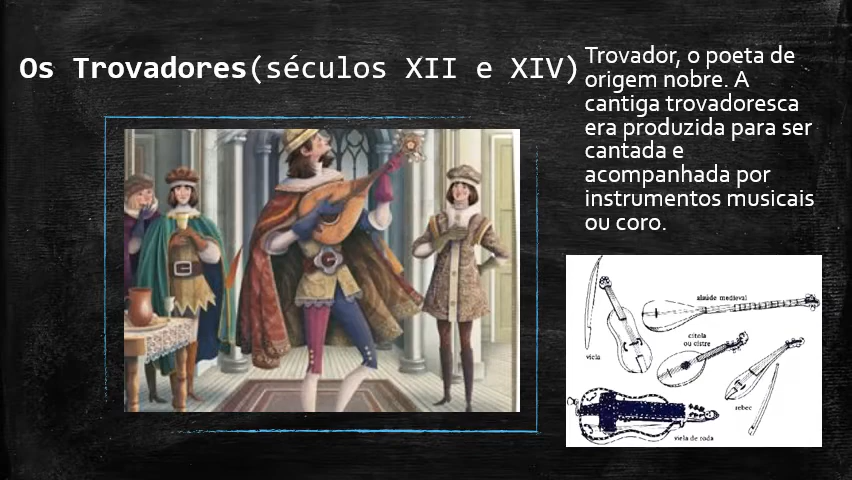 Os Trovadores(séculos XII e XIV)
Trovador, o poeta de
origem nobre. A
cantiga trovadoresca
era produzida para ser
cantada e
acompanhada por
instrumentos musicais
ou coro.
alaúde medieval
cítola
ou cistre
viela
rebec
viela de roda